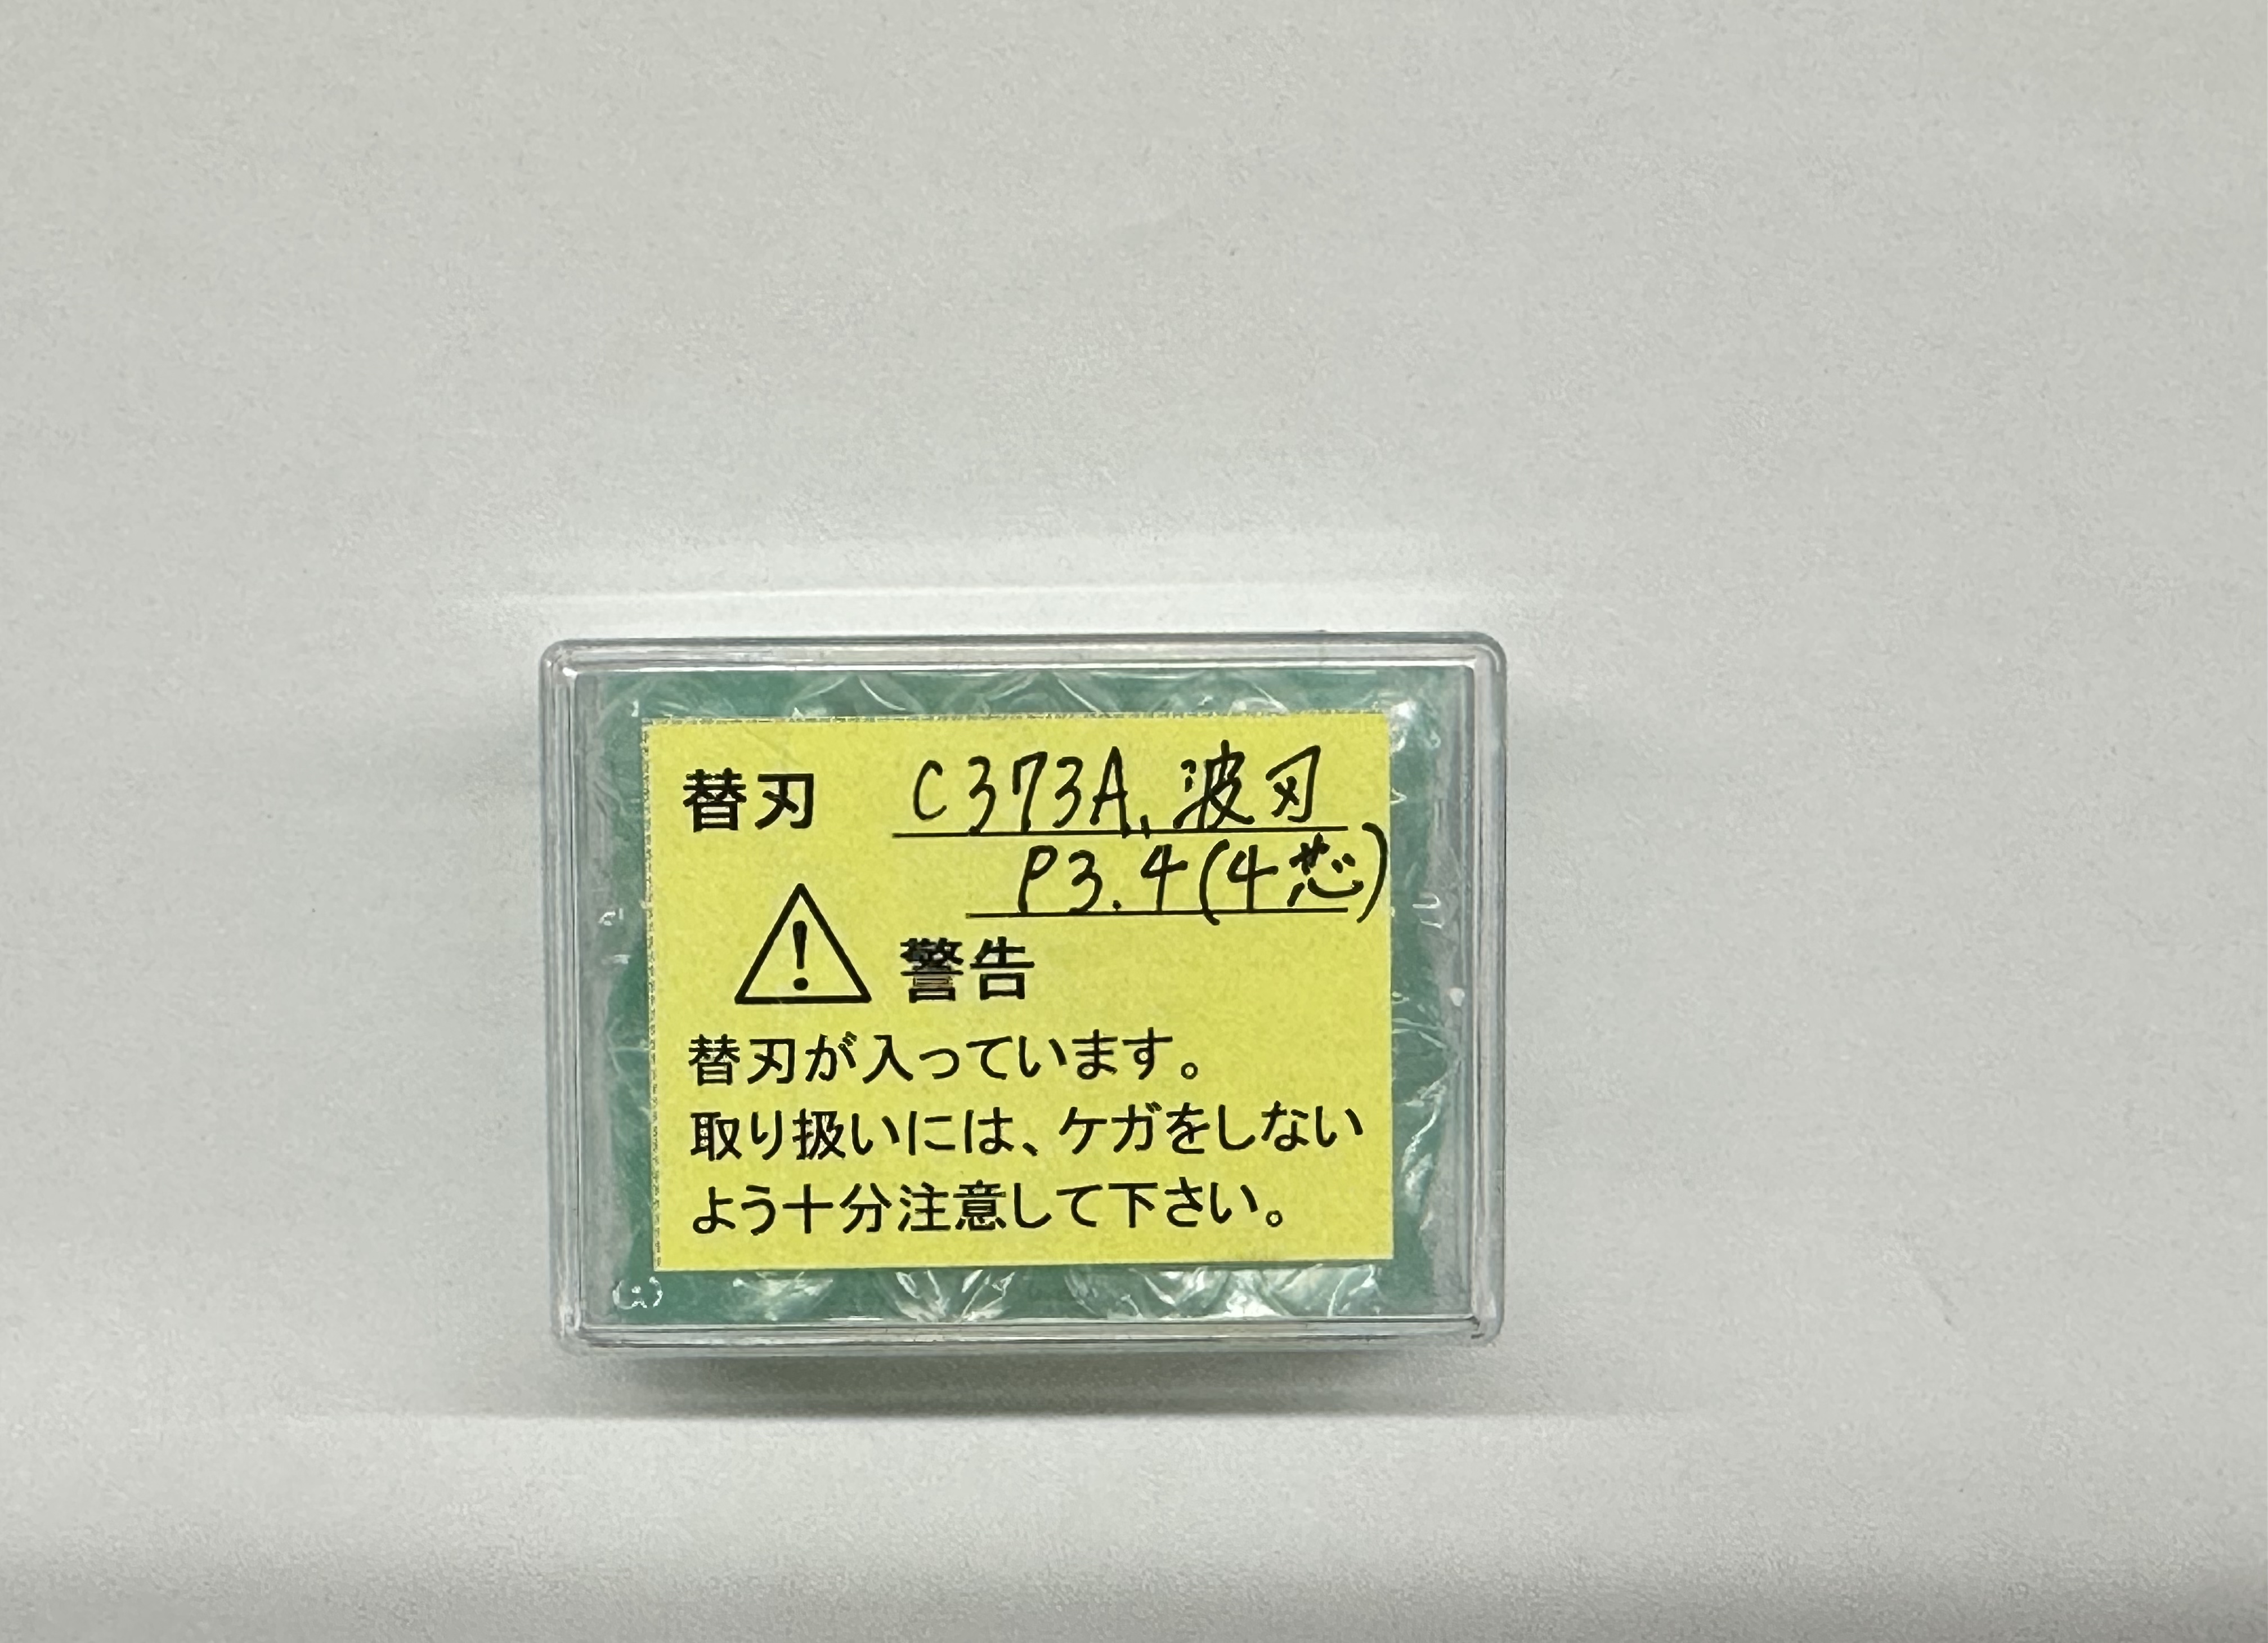 替刃 C373A, 波刃
P3.4(4芯)
警告
替刃が入っています。
取り扱いには、ケガをしない
よう十分注意して下さい。